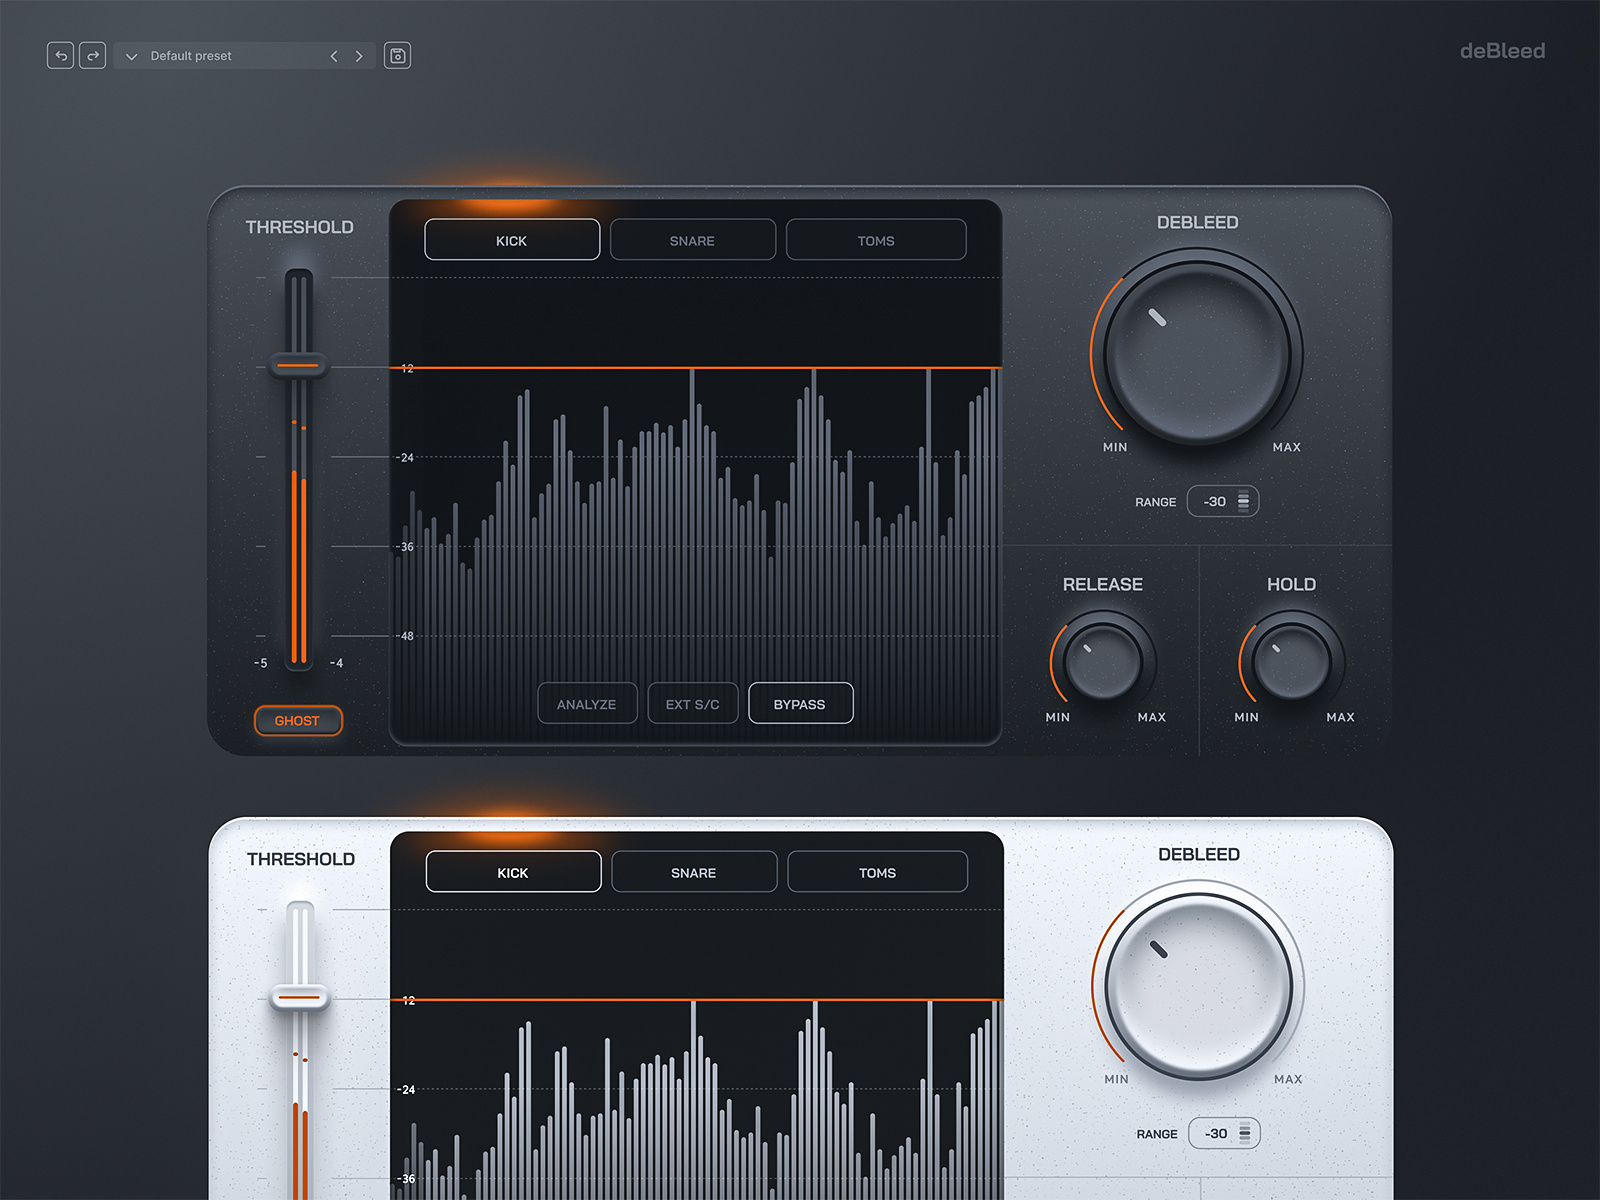 Default preset
deBleed
THRESHOLD
KICK
SNARE
TOMS
DEBLEED
-12
-24
-36
-48
MIN
MAX
RANGE
-30
RELEASE
HOLD
MIN
MAX
MIN
MAX
-5
-4
GHOST
ANALYZE
EXT S/C
BYPASS
THRESHOLD
KICK
SNARE
TOMS
DEBLEED
-12
-24
-36
MIN
MAX
RANGE
-30